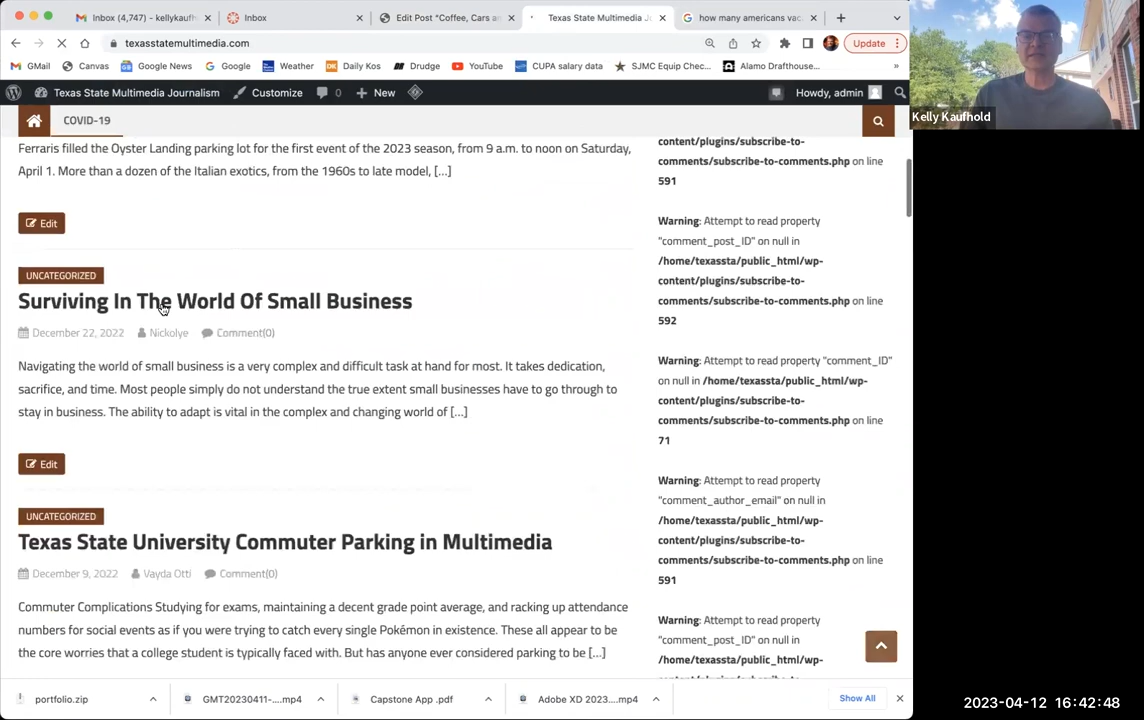 Inbox (4,747) - kellykaufh
Inbox
Edit Post "Coffee, Cars an
Texas State Multimedia Jo
how many americans vac
texasstatemultimedia.com
Update
GMail
Canvas
Google News
Google
Weather
Daily Kos
Drudge
YouTube
CUPA salary data
SJMC Equip Chec...
Alamo Drafthouse...
»
Texas State Multimedia Journalism
Customize
0
New
Howdy, admin
Kelly Kaufhold
COVID-19
Ferraris filled the Oyster Landing parking lot for the first event of the 2023 season, from 9 a.m. to noon on Saturday,
April 1. More than a dozen of the Italian exotics, from the 1960s to late model, [...]
Edit
UNCATEGORIZED
Surviving In The World Of Small Business
December 22, 2022 Nickolye Comment(0)
Navigating the world of small business is a very complex and difficult task at hand for most. It takes dedication,
sacrifice, and time. Most people simply do not understand the true extent small businesses have to go through to
stay in business. The ability to adapt is vital in the complex and changing world of [...]
Edit
UNCATEGORIZED
Texas State University Commuter Parking in Multimedia
December 9, 2022 Vayda Otti Comment(0)
Commuter Complications Studying for exams, maintaining a decent grade point average, and racking up attendance
numbers for social events as if you were trying to catch every single Pokémon in existence. These all appear to be
the core worries that a college student is typically faced with. But has anyone ever considered parking to be [...]
content/plugins/subscribe-to-
comments/subscribe-to-
comments.php on line
591
Warning: Attempt to read property
"comment_post_ID" on null in
/home/texassta/public_html/wp-
content/plugins/subscribe-to-
comments/subscribe-to-
comments.php on line
592
Warning: Attempt to read property "comment_ID"
on null in /home/texassta/public_html/wp-
content/plugins/subscribe-to-
comments/subscribe-to-comments.php on line
71
Warning: Attempt to read property
"comment_author_email" on null in
/home/texassta/public_html/wp-
content/plugins/subscribe-to-
comments/subscribe-to-
comments.php on line
591
Warning: Attempt to read property
"comment_post_ID" on null in
/home/texassta/public_html/wp-
portfolio.zip
GMT20230411-....mp4
Capstone App .pdf
Adobe XD 2023....mp4
Show All
2023-04-12 16:42:48